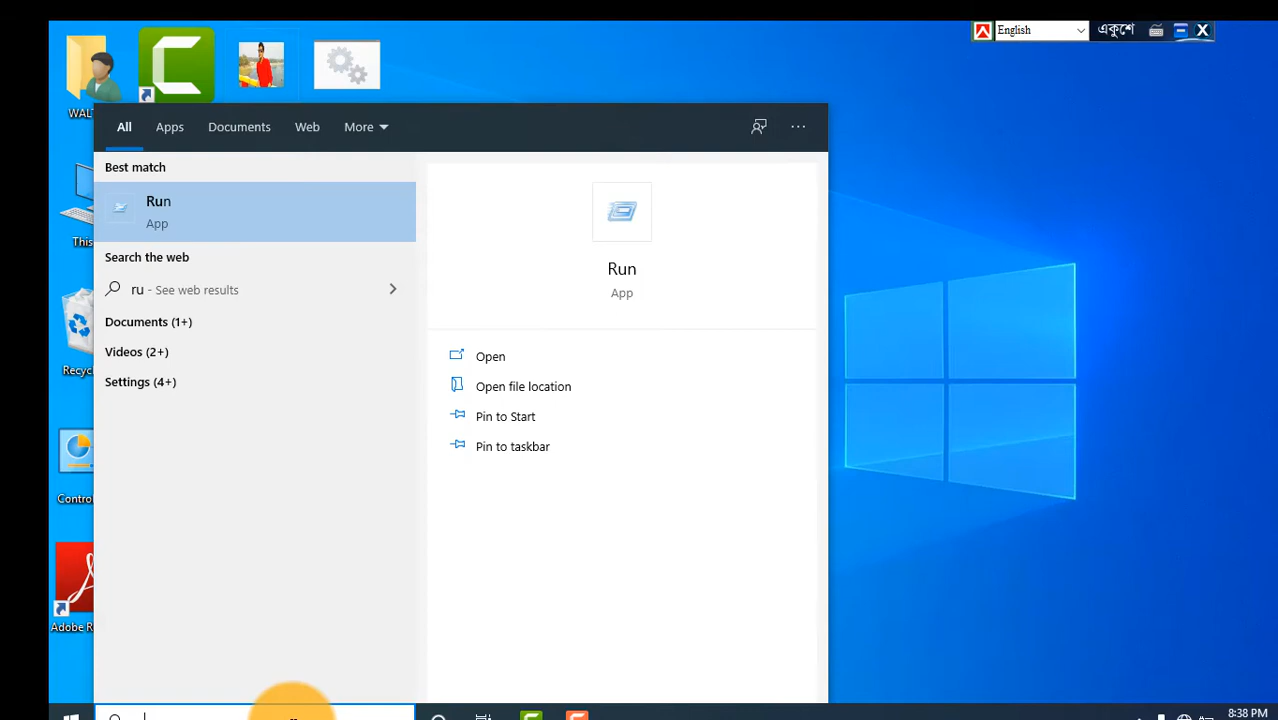 English
একুশে
WALT
All Apps Documents Web More
Best match
Run
App
Search the web
ru - See web results
Documents (1+)
Videos (2+)
Settings (4+)
Run
App
Open
Open file location
Pin to Start
Pin to taskbar
This
Recyc
Contro
Adobe R
8:38 PM